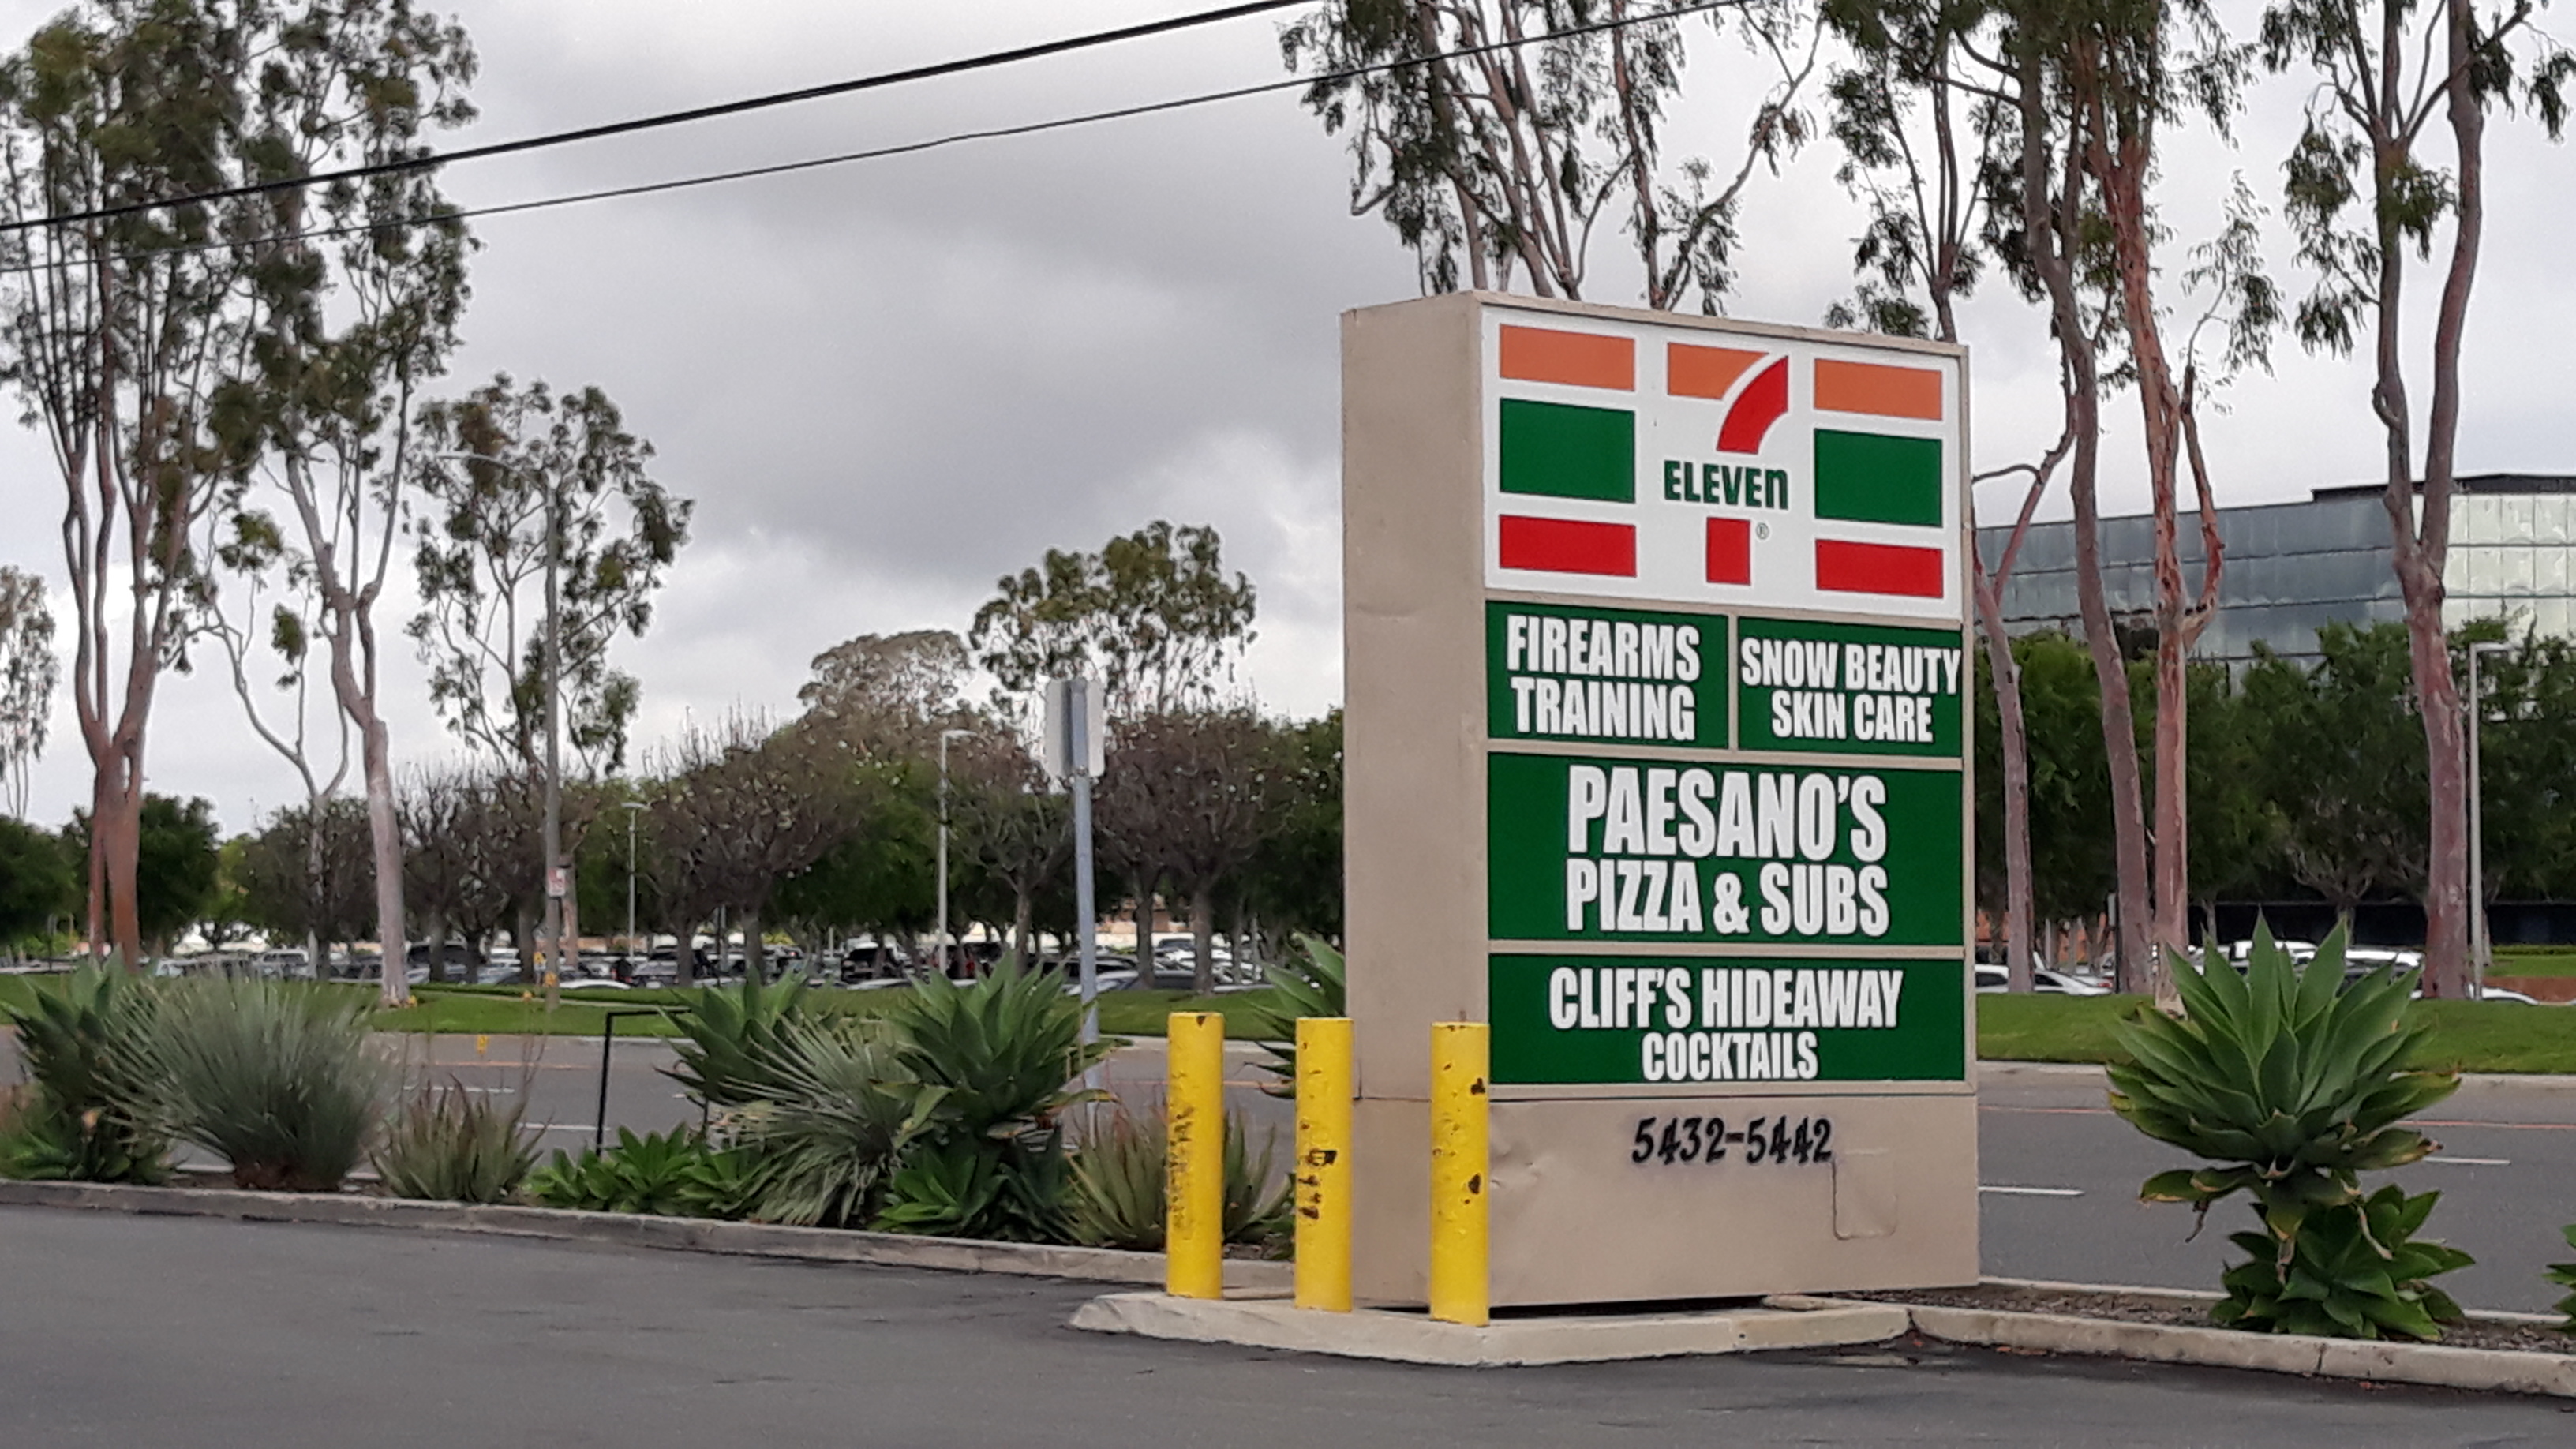 7
ELEVEn
®
FIREARMS
TRAINING
SNOW BEAUTY
SKIN CARE
PAESANO'S
PIZZA & SUBS
CLIFF'S HIDEAWAY
COCKTAILS
5432-5442